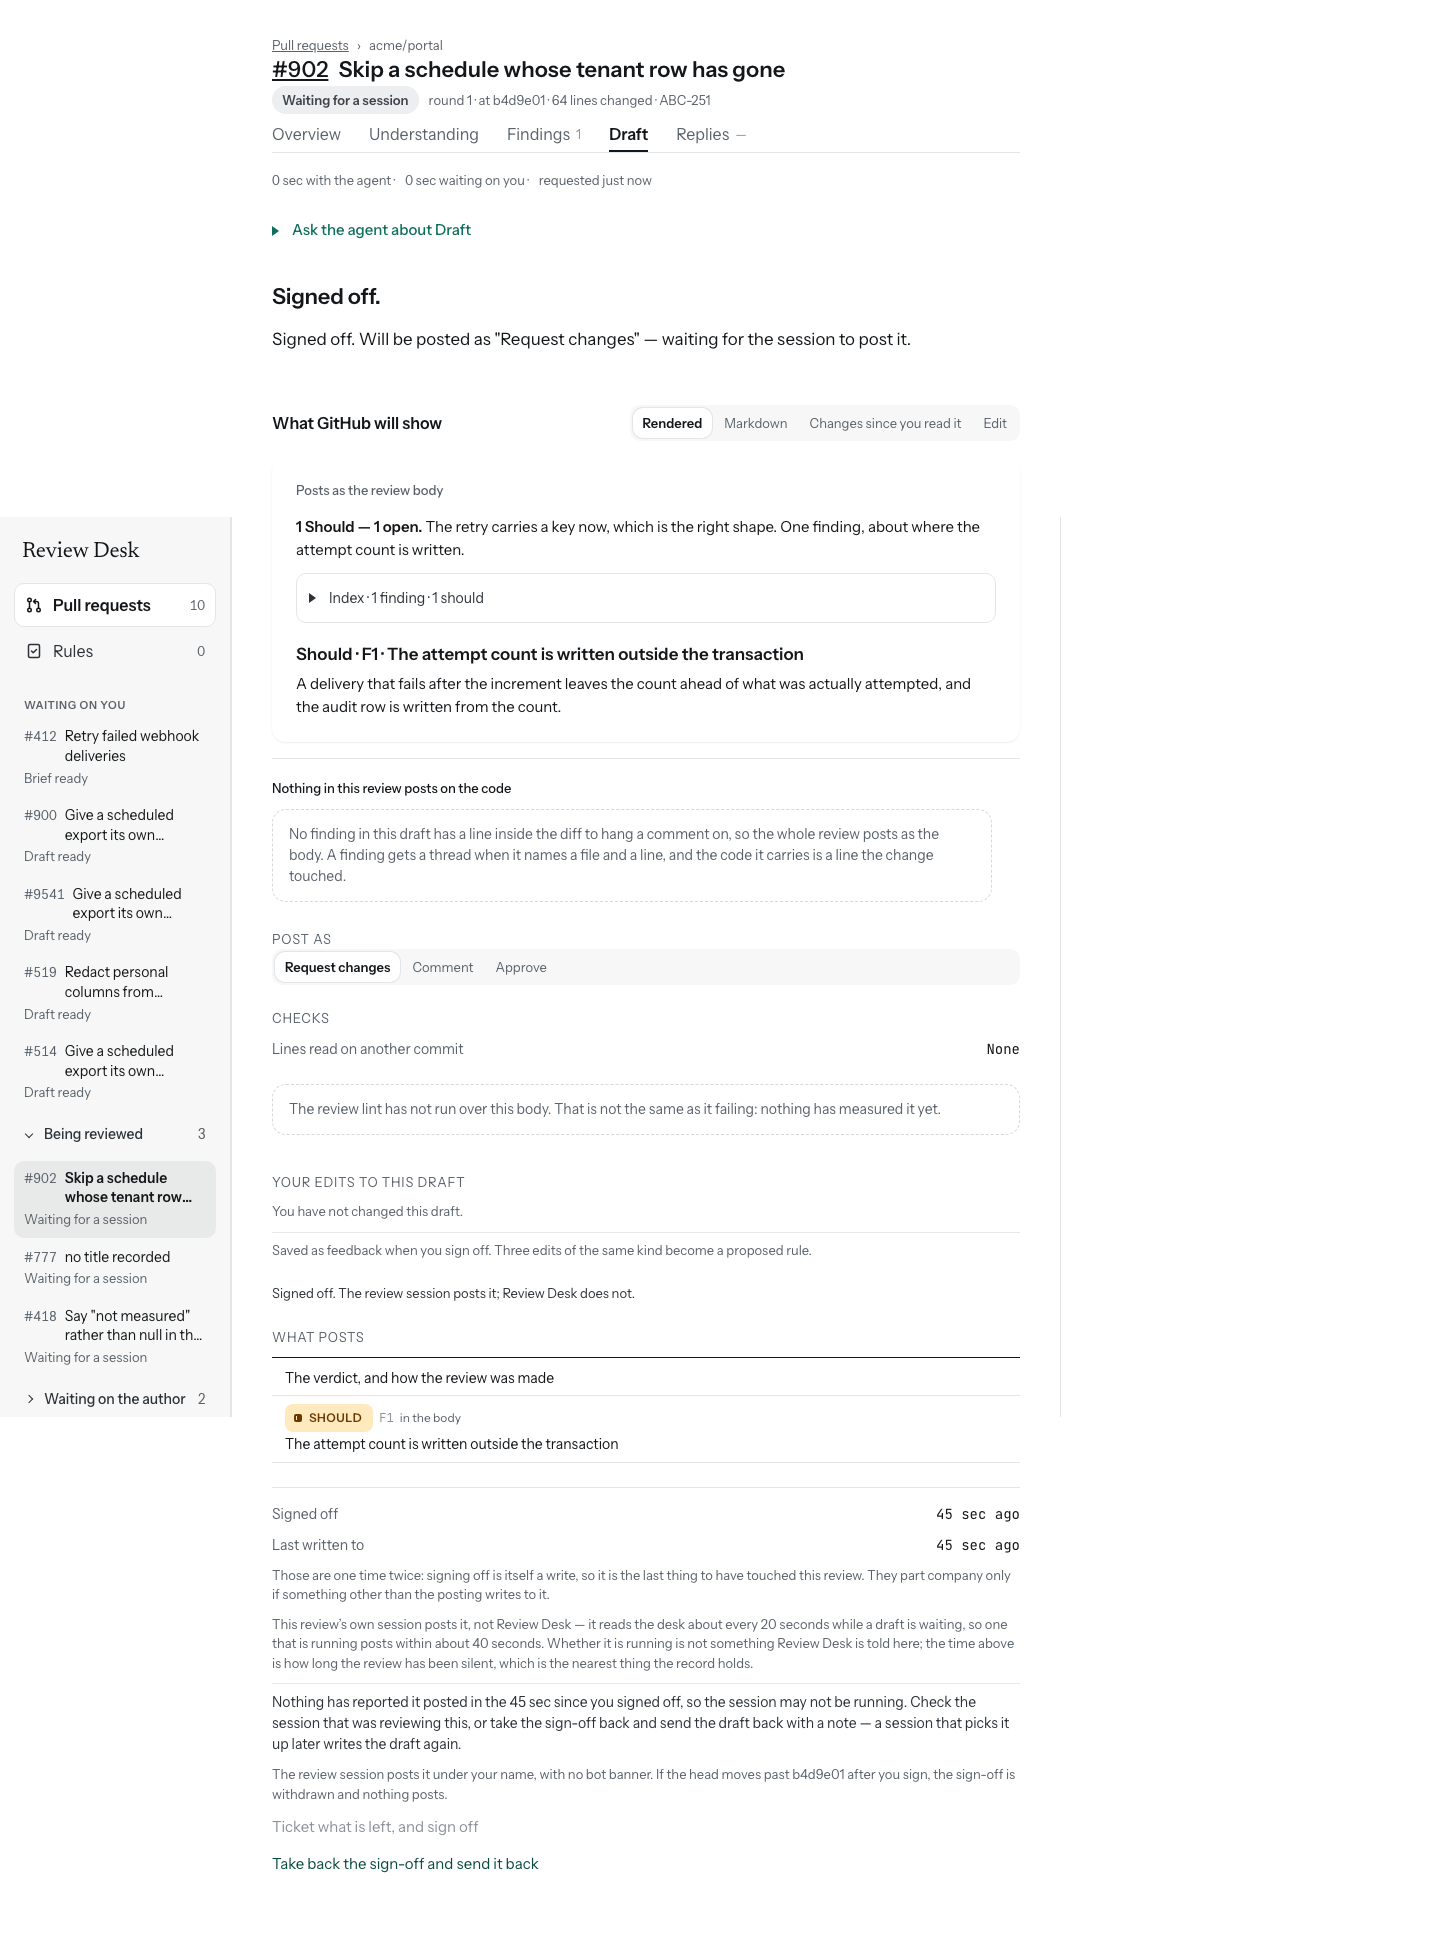 Pull requests › acme/portal
#902 Skip a schedule whose tenant row has gone
Waiting for a session round 1 · at b4d9e01 · 64 lines changed · ABC-251
Overview Understanding Findings 1 Draft Replies —
0 sec with the agent · 0 sec waiting on you · requested just now
Ask the agent about Draft
Signed off.
Signed off. Will be posted as "Request changes" — waiting for the session to post it.
What GitHub will show
Rendered Markdown Changes since you read it Edit
Posts as the review body
1 Should — 1 open. The retry carries a key now, which is the right shape. One finding, about where the
attempt count is written.
Index · 1 finding · 1 should
Should · F1 · The attempt count is written outside the transaction
A delivery that fails after the increment leaves the count ahead of what was actually attempted, and
the audit row is written from the count.
Nothing in this review posts on the code
No finding in this draft has a line inside the diff to hang a comment on, so the whole review posts as the
body. A finding gets a thread when it names a file and a line, and the code it carries is a line the change
touched.
POST AS
Request changes Comment Approve
CHECKS
Lines read on another commit None
The review lint has not run over this body. That is not the same as it failing: nothing has measured it yet.
YOUR EDITS TO THIS DRAFT
You have not changed this draft.
Saved as feedback when you sign off. Three edits of the same kind become a proposed rule.
Signed off. The review session posts it; Review Desk does not.
WHAT POSTS
The verdict, and how the review was made
SHOULD F1 in the body
The attempt count is written outside the transaction
Signed off 45 sec ago
Last written to 45 sec ago
Those are one time twice: signing off is itself a write, so it is the last thing to have touched this review. They part company only
if something other than the posting writes to it.
This review's own session posts it, not Review Desk — it reads the desk about every 20 seconds while a draft is waiting, so one
that is running posts within about 40 seconds. Whether it is running is not something Review Desk is told here; the time above
is how long the review has been silent, which is the nearest thing the record holds.
Nothing has reported it posted in the 45 sec since you signed off, so the session may not be running. Check the
session that was reviewing this, or take the sign-off back and send the draft back with a note — a session that picks it
up later writes the draft again.
The review session posts it under your name, with no bot banner. If the head moves past b4d9e01 after you sign, the sign-off is
withdrawn and nothing posts.
Ticket what is left, and sign off
Take back the sign-off and send it back
Review Desk
Pull requests 10
Rules 0
WAITING ON YOU
#412 Retry failed webhook
deliveries
Brief ready
#900 Give a scheduled
export its own…
Draft ready
#9541 Give a scheduled
export its own…
Draft ready
#519 Redact personal
columns from…
Draft ready
#514 Give a scheduled
export its own…
Draft ready
Being reviewed 3
#902 Skip a schedule
whose tenant row…
Waiting for a session
#777 no title recorded
Waiting for a session
#418 Say "not measured"
rather than null in th…
Waiting for a session
Waiting on the author 2